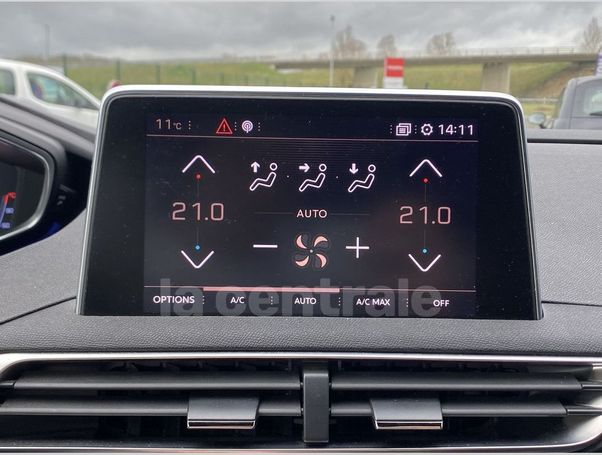 11°C 14:11
21.0 21.0
AUTO
OPTIONS A/C AUTO A/C MAX OFF
la centrale